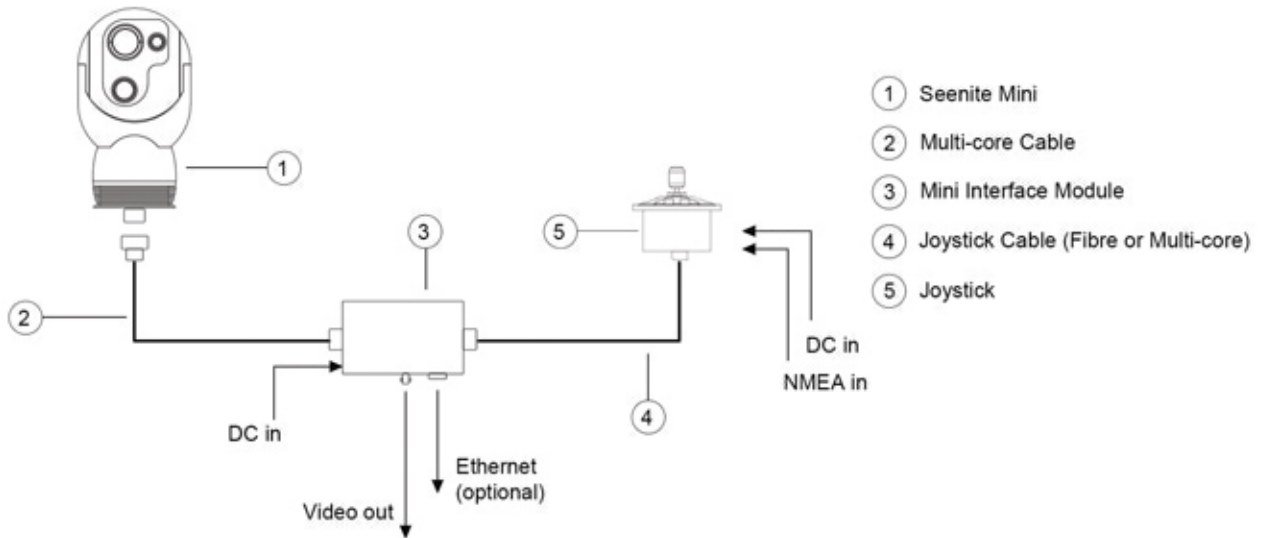 1
2
3
4
5
DC in
Video out
Ethernet
(optional)
DC in
NMEA in
1 Seenite Mini
2 Multi-core Cable
3 Mini Interface Module
4 Joystick Cable (Fibre or Multi-core)
5 Joystick